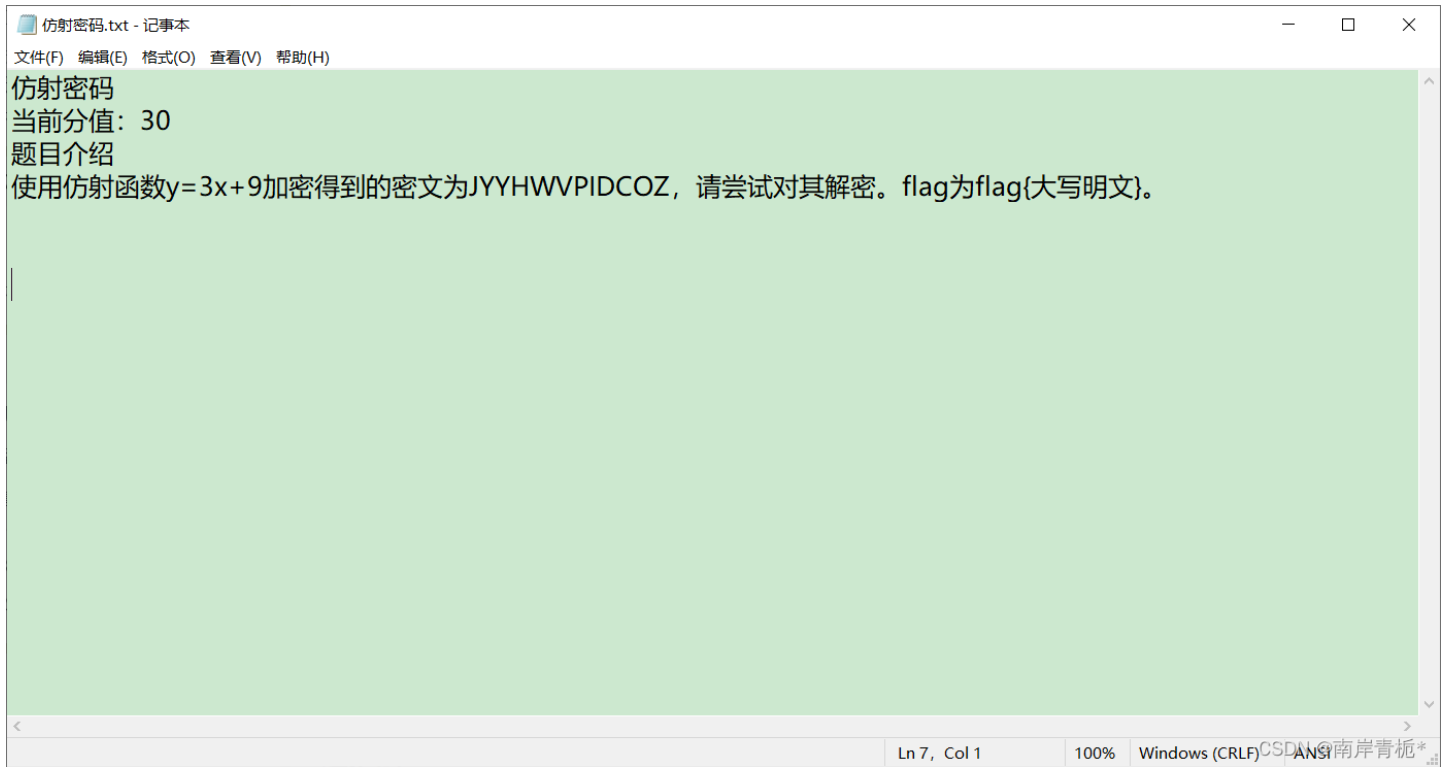 仿射密码.txt - 记事本
文件(F) 编辑(E) 格式(O) 查看(V) 帮助(H)
仿射密码
当前分值：30
题目介绍
使用仿射函数y=3x+9加密得到的密文为JYYHWVPIDCOZ，请尝试对其解密。flag为flag{大写明文}。
Ln 7，Col 1 100% Windows (CRLF) ANSI
CSDN @南岸青栀*